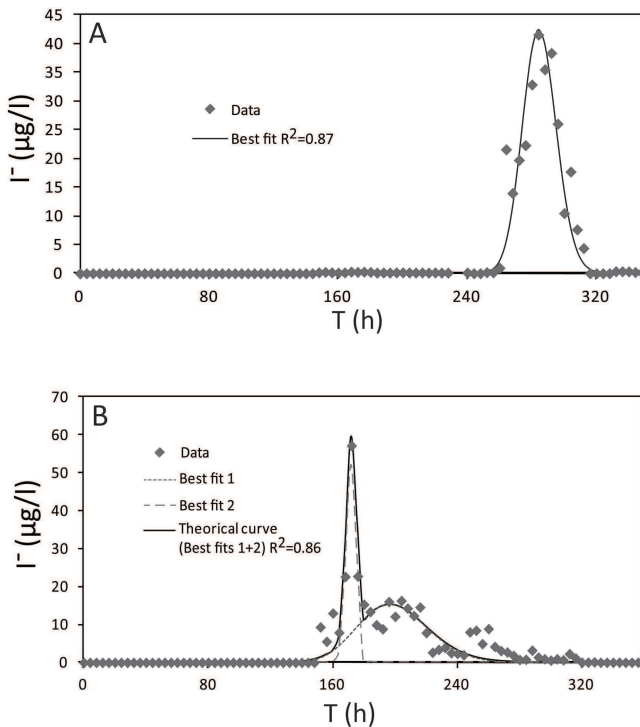 A
45
40
35
30
25
20
15
10
5
0
I⁻ (µg/l)
Data
Best fit R²=0.87
0 80 160 240 320
T (h)
B
70
60
50
40
30
20
10
0
I⁻ (µg/l)
Data
Best fit 1
Best fit 2
Theorical curve
(Best fits 1+2) R²=0.86
0 80 160 240 320
T (h)